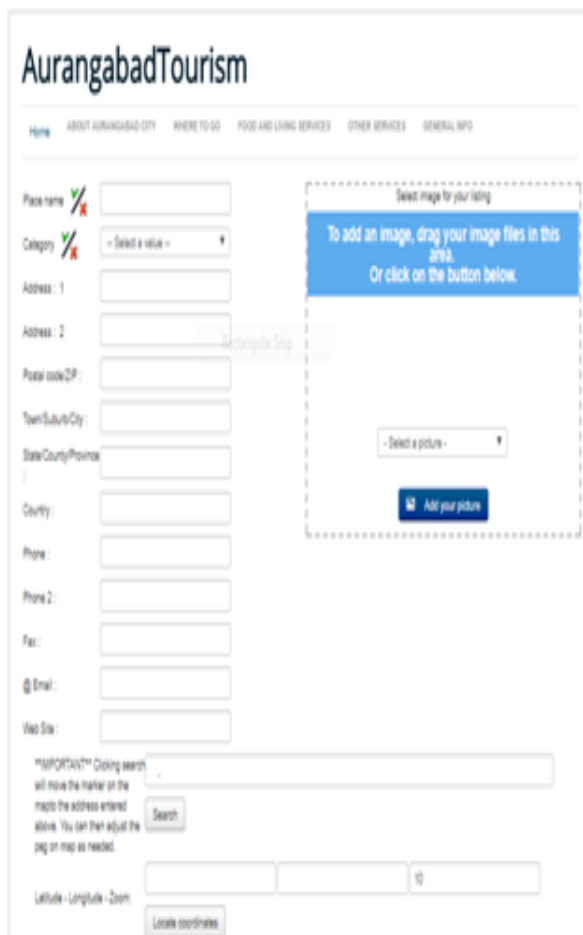 AurangabadTourism
Home ABOUT AURANGABAD CITY WHERE TO GO FOOD AND LIVING SERVICES OTHER SERVICES GENERAL INFO
Place name
Category -- Select a value --
Address : 1
Address : 2
Postal code/ZIP :
Town/Suburb/City :
State/County/Province
:
Country :
Phone :
Phone 2 :
Fax :
@ Email :
Web Site :
Select image for your listing
To add an image, drag your image files in this
area.
Or click on the button below.
Rectangular Snip
- Select a picture -
Add your picture
**IMPORTANT** Clicking search
will move the marker on the
mapto the address entered
above. You can then adjust the
peg on map as needed.
,
Search
Latitude - Longitude - Zoom
10
Locate coordinates